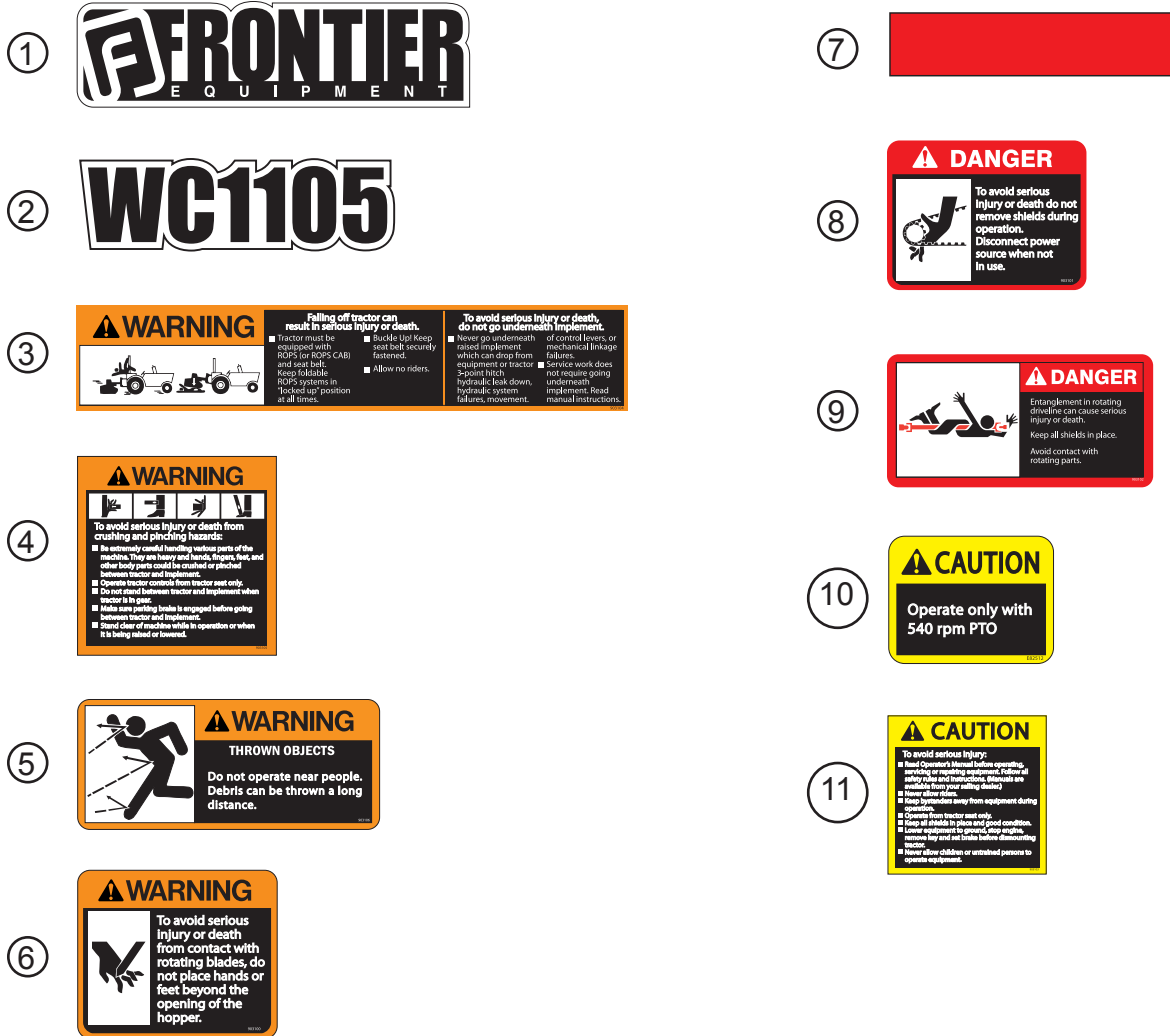 1
FRONTIER
EQUIPMENT
2
WC1105
3
WARNING
Falling off tractor can
result in serious injury or death.
Tractor must be
equipped with
ROPS (or ROPS CAB)
and seat belt.
Keep foldable
ROPS systems in
"locked up" position
at all times.
Buckle Up! Keep
seat belt securely
fastened.
Allow no riders.
To avoid serious injury or death,
do not go underneath implement.
Never go underneath
raised implement
which can drop from
equipment or tractor
3-point hitch
hydraulic leak down,
hydraulic system
failures, movement.
of control levers, or
mechanical linkage
failures.
Service work does
not require going
underneath
implement. Read
manual instructions.
4
WARNING
To avoid serious injury or death from
crushing and pinching hazards:
Be extremely careful handling various parts of the
machine. They are heavy and hands, fingers, feet, and
other body parts could be crushed or pinched
between tractor and implement.
Operate tractor controls from tractor seat only.
Do not stand between tractor and implement when
tractor is in gear.
Make sure parking brake is engaged before going
between tractor and implement.
Stand clear of machine while in operation or when
it is being raised or lowered.
5
WARNING
THROWN OBJECTS
Do not operate near people.
Debris can be thrown a long
distance.
6
WARNING
To avoid serious
injury or death
from contact with
rotating blades, do
not place hands or
feet beyond the
opening of the
hopper.
7
8
DANGER
To avoid serious
injury or death do not
remove shields during
operation.
Disconnect power
source when not
in use.
9
DANGER
Entanglement in rotating
driveline can cause serious
injury or death.
Keep all shields in place.
Avoid contact with
rotating parts.
10
CAUTION
Operate only with
540 rpm PTO
11
CAUTION
To avoid serious injury:
Read Operator's Manual before operating,
servicing or repairing equipment. Follow all
safety rules and instructions. (Manuals are
available from your selling dealer.)
Never allow riders.
Keep bystanders away from equipment during
operation.
Operate from tractor seat only.
Keep all shields in place and good condition.
Lower equipment to ground, stop engine,
remove key and set brake before dismounting
tractor.
Never allow children or untrained persons to
operate equipment.